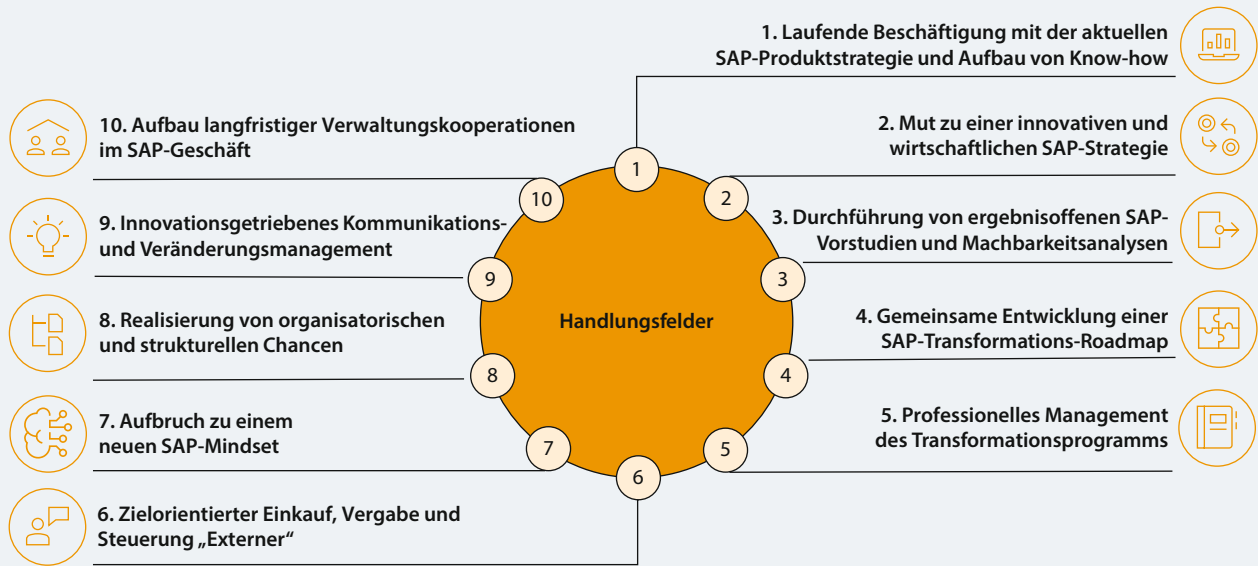 1. Laufende Beschäftigung mit der aktuellen
SAP-Produktstrategie und Aufbau von Know-how
2. Mut zu einer innovativen und
wirtschaftlichen SAP-Strategie
3. Durchführung von ergebnisoffenen SAP-
Vorstudien und Machbarkeitsanalysen
4. Gemeinsame Entwicklung einer
SAP-Transformations-Roadmap
5. Professionelles Management
des Transformationsprogramms
6. Zielorientierter Einkauf, Vergabe und
Steuerung „Externer“
7. Aufbruch zu einem
neuen SAP-Mindset
8. Realisierung von organisatorischen
und strukturellen Chancen
9. Innovationsgetriebenes Kommunikations-
und Veränderungsmanagement
10. Aufbau langfristiger Verwaltungskooperationen
im SAP-Geschäft
Handlungsfelder
1
2
3
4
5
6
7
8
9
10